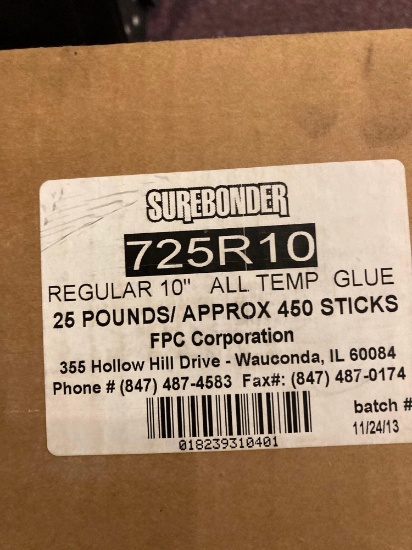 SUREBONDER
725R10
REGULAR 10" ALL TEMP GLUE
25 POUNDS/ APPROX 450 STICKS
FPC Corporation
355 Hollow Hill Drive - Wauconda, IL 60084
Phone # (847) 487-4583 Fax#: (847) 487-0174
batch #
11/24/13
018239310401